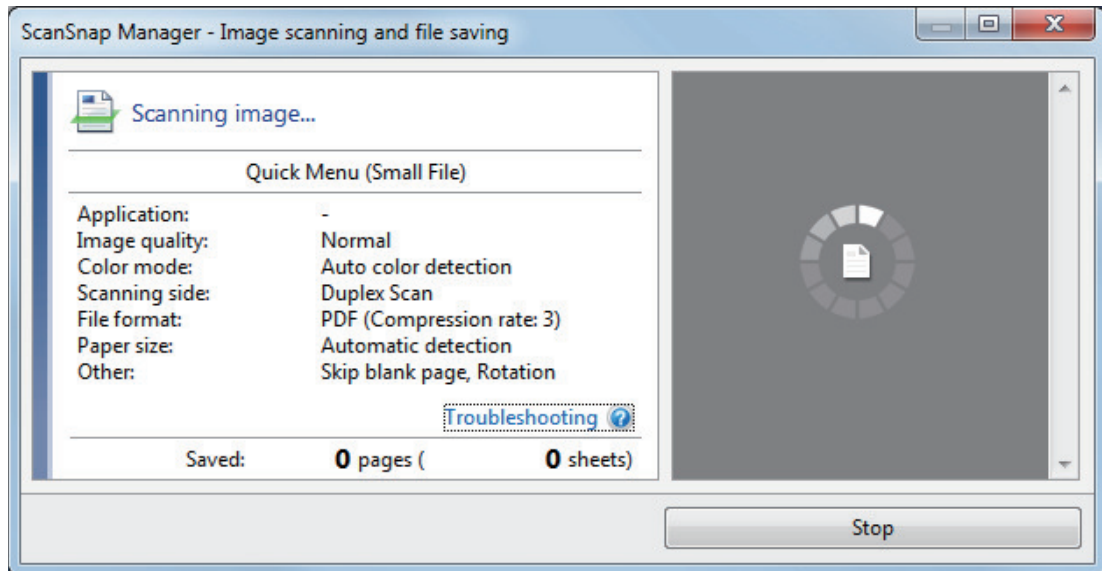 ScanSnap Manager - Image scanning and file saving
Scanning image...
Quick Menu (Small File)
Application: -
Image quality: Normal
Color mode: Auto color detection
Scanning side: Duplex Scan
File format: PDF (Compression rate: 3)
Paper size: Automatic detection
Other: Skip blank page, Rotation
Troubleshooting
Saved: 0 pages ( 0 sheets)
Stop